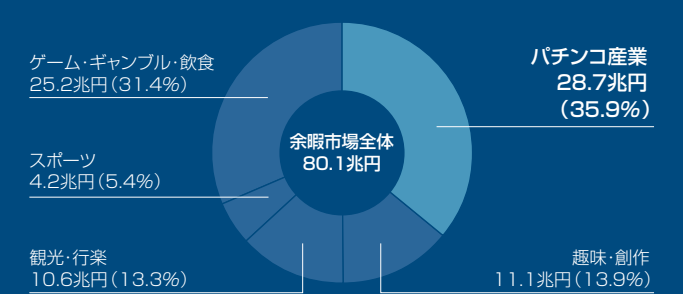 ゲーム・ギャンブル・飲食
25.2兆円(31.4%)
パチンコ産業
28.7兆円
(35.9%)
余暇市場全体
80.1兆円
スポーツ
4.2兆円(5.4%)
観光・行楽
10.6兆円(13.3%)
趣味・創作
11.1兆円(13.9%)